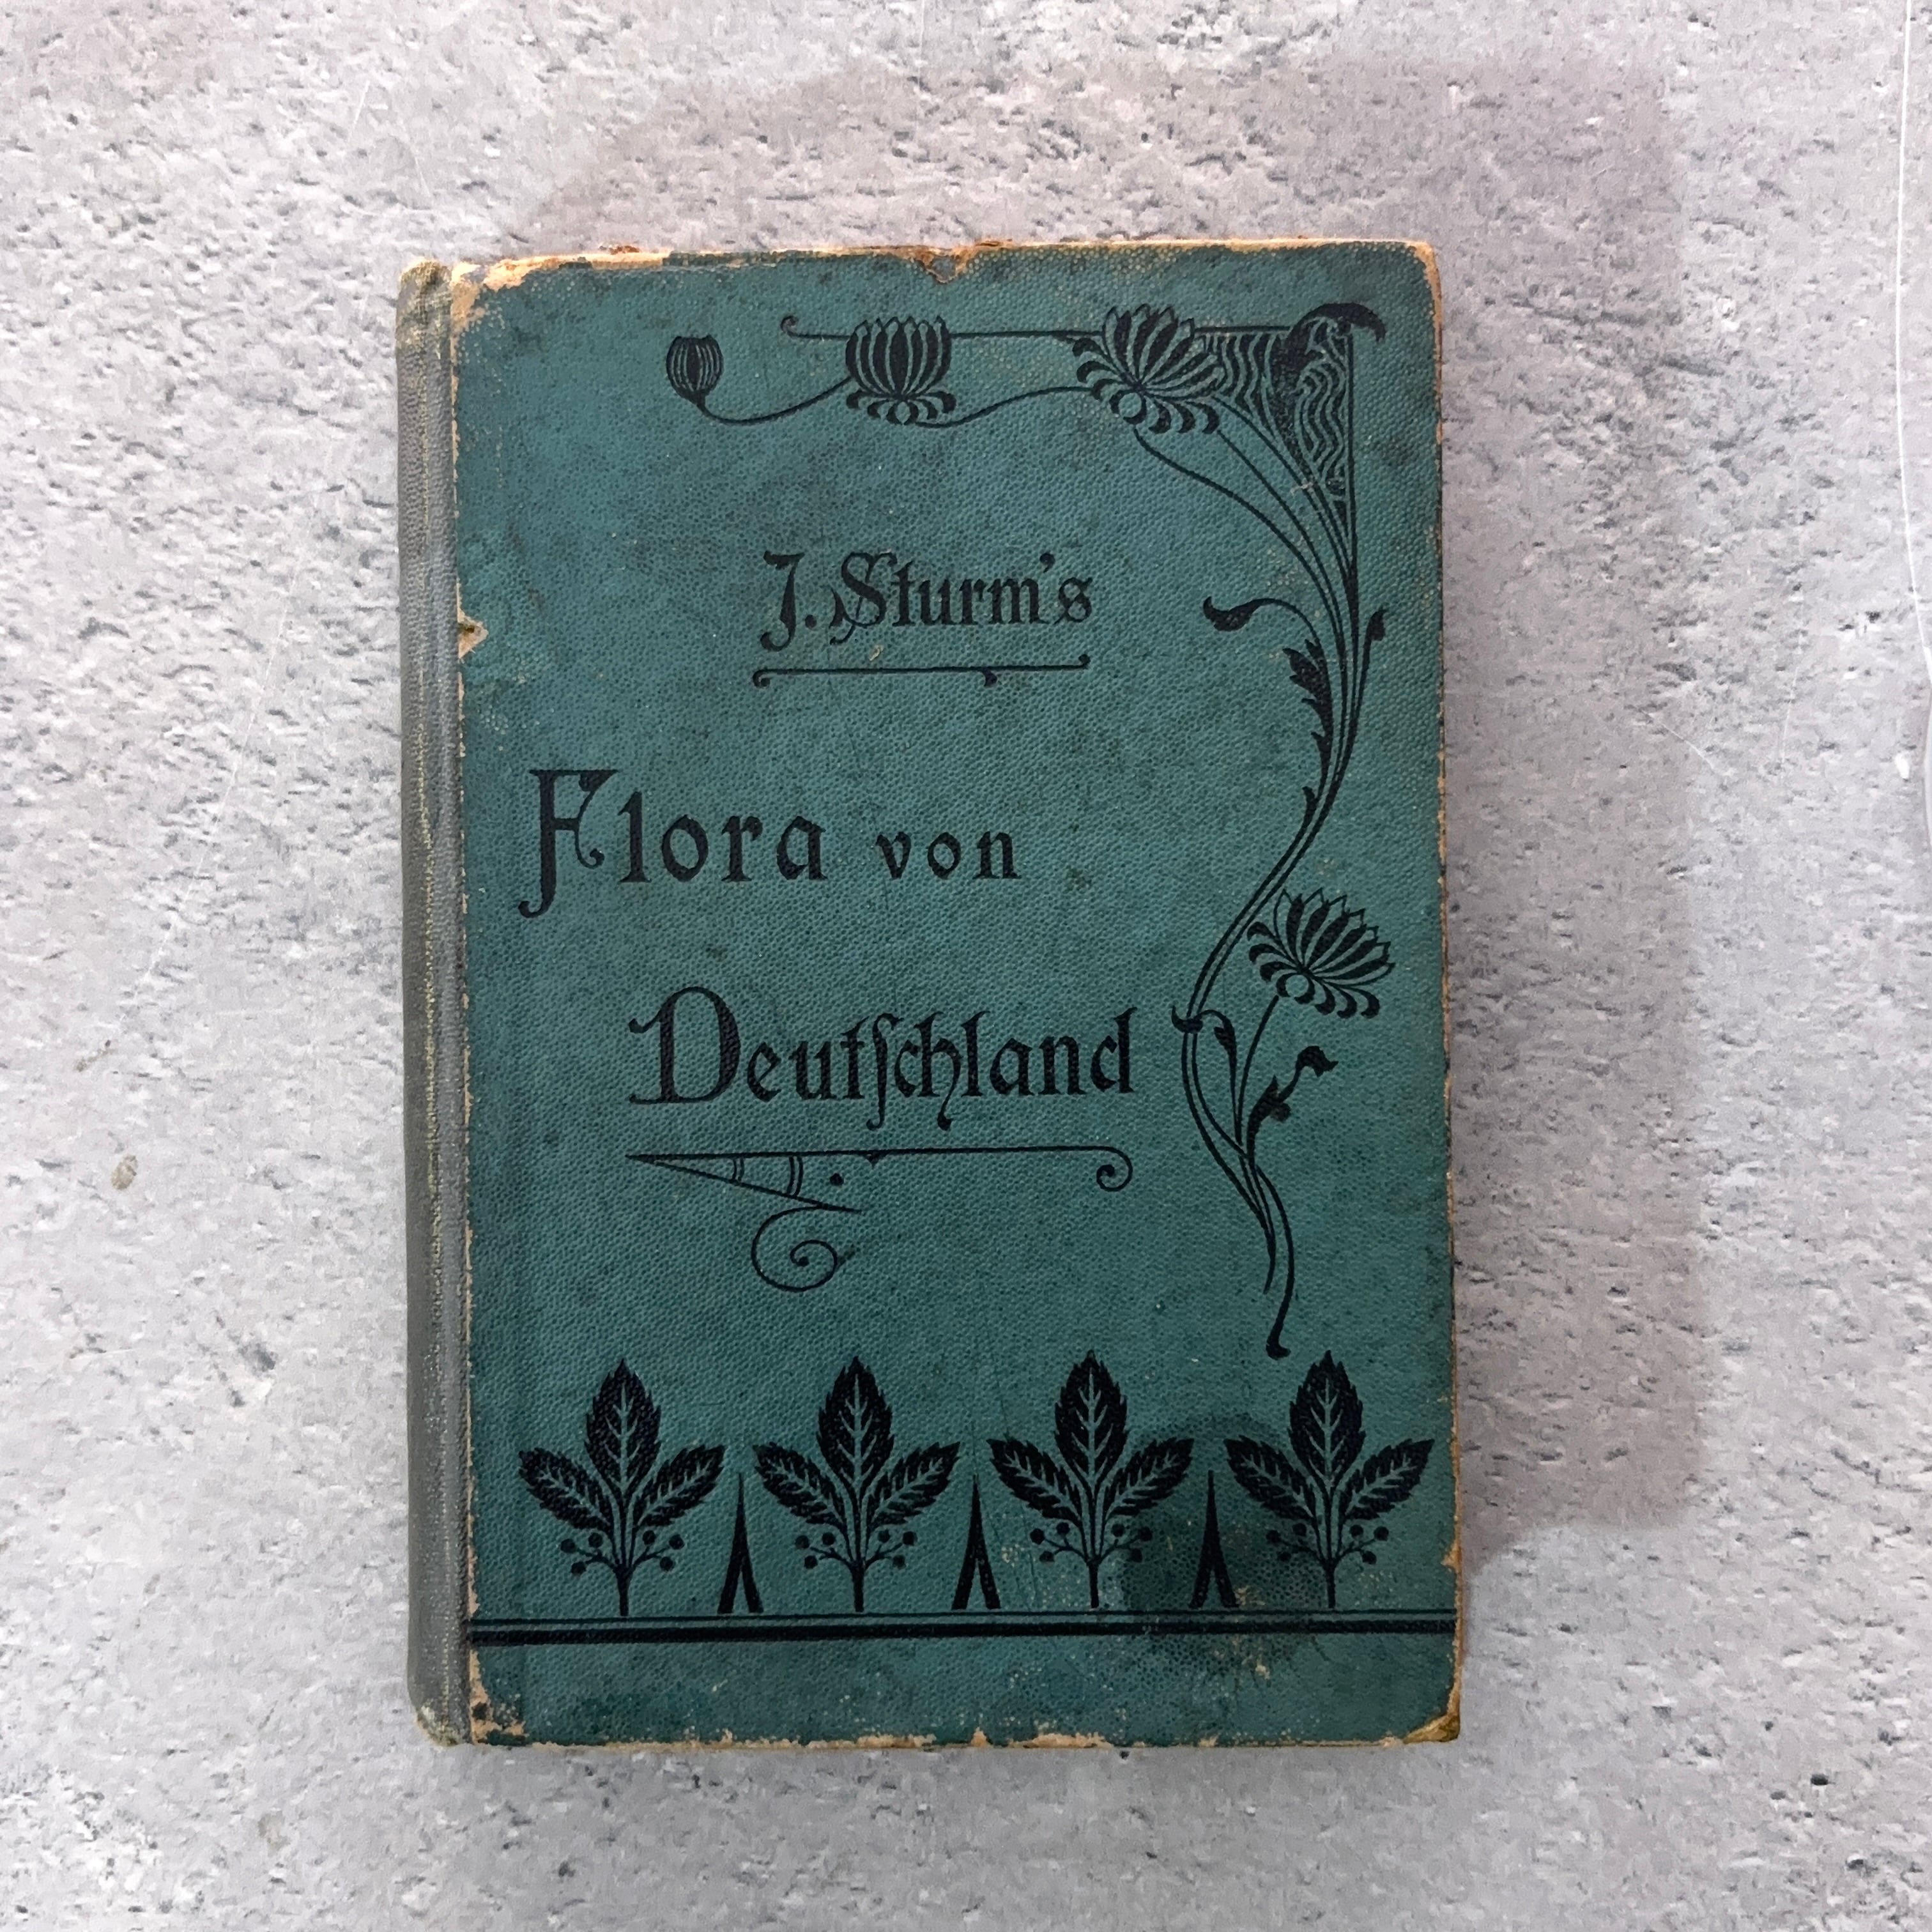 J. Sturm's
Flora von
Deutſchland